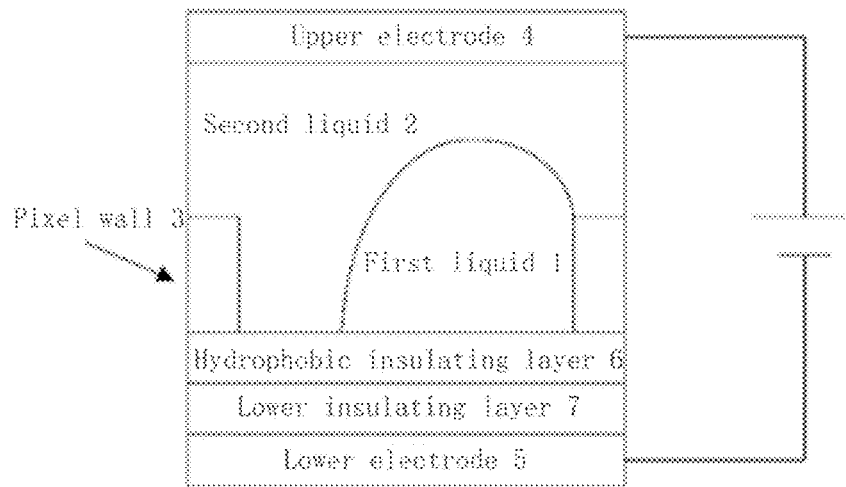 Upper electrode 4
Second liquid 2
Pixel wall 3
First liquid 1
Hydrophobic insulating layer 6
Lower insulating layer 7
Lower electrode 5